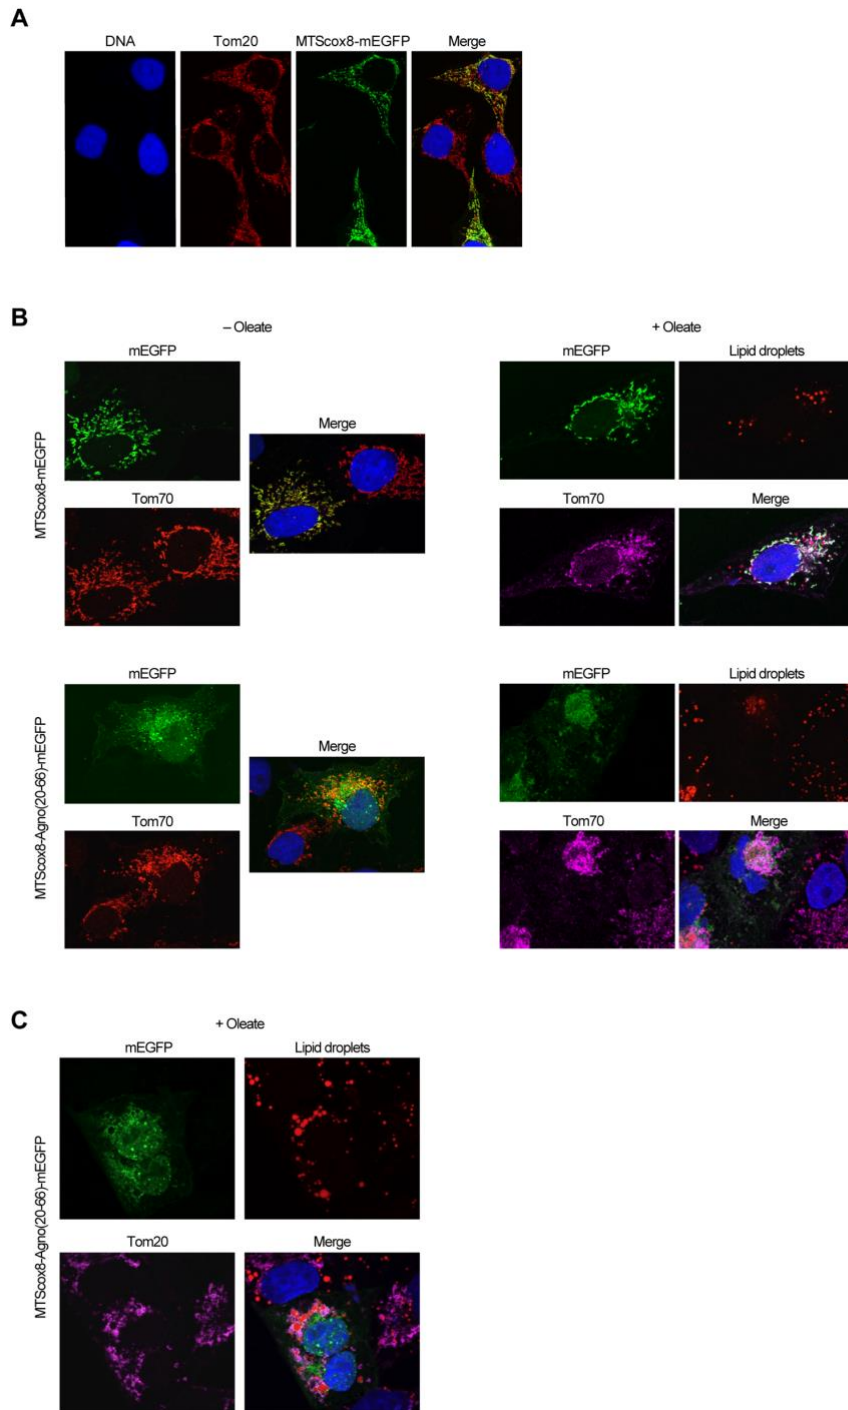 A
DNA Tom20 MTScox8-mEGFP Merge
B
– Oleate + Oleate
mEGFP mEGFP Lipid droplets
Merge
MTScox8-mEGFP
Tom70 Tom70 Merge
mEGFP mEGFP Lipid droplets
Merge
MTScox8-Agno(20-66)-mEGFP
Tom70 Tom70 Merge
C
+ Oleate
mEGFP Lipid droplets
MTScox8-Agno(20-66)-mEGFP
Tom20 Merge